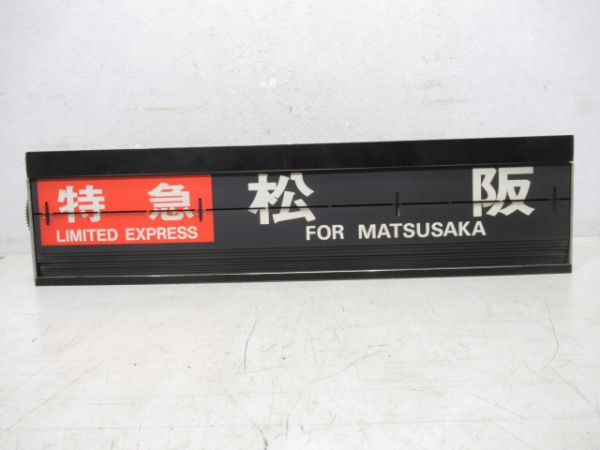 特急 松阪
LIMITED EXPRESS FOR MATSUSAKA